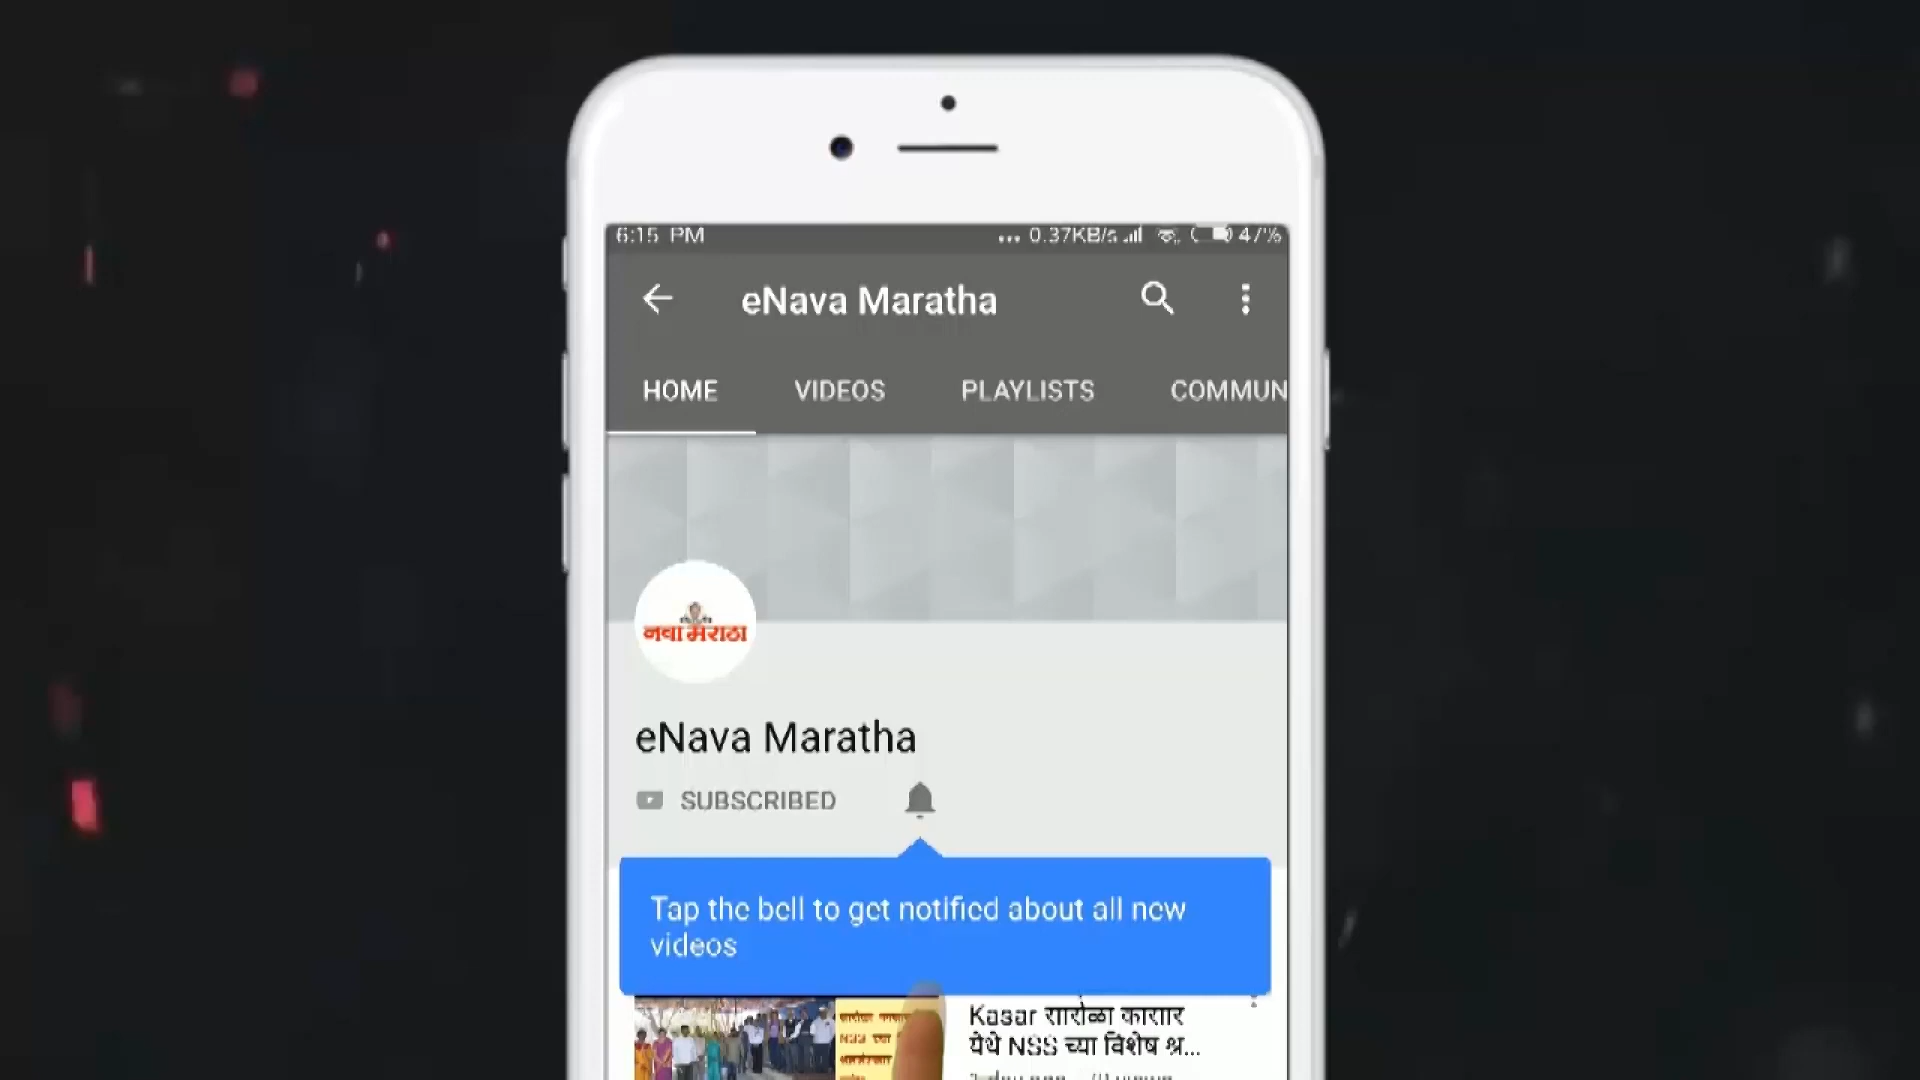 6:15 PM
... 0.37KB/s 47%
eNava Maratha
HOME VIDEOS PLAYLISTS COMMUN
नवा मराठा
eNava Maratha
SUBSCRIBED
Tap the bell to get notified about all new
videos
Kasar सारोळा कासार
येथे NSS च्या विशेष श्र...